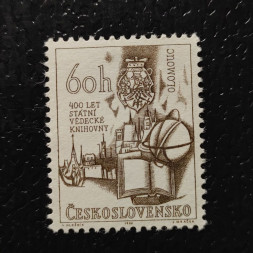 60h
OLOMOUC
400 LET
STÁTNÍ
VĚDECKÉ
KNIHOVNY
ČESKOSLOVENSKO